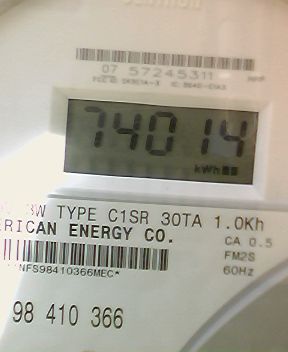 07 57245311
74014
kWh
3W TYPE C1SR 30TA 1.0Kh
ERICAN ENERGY CO.
CA 0.5
FM2S
*NFS98410366MEC*
60Hz
98 410 366